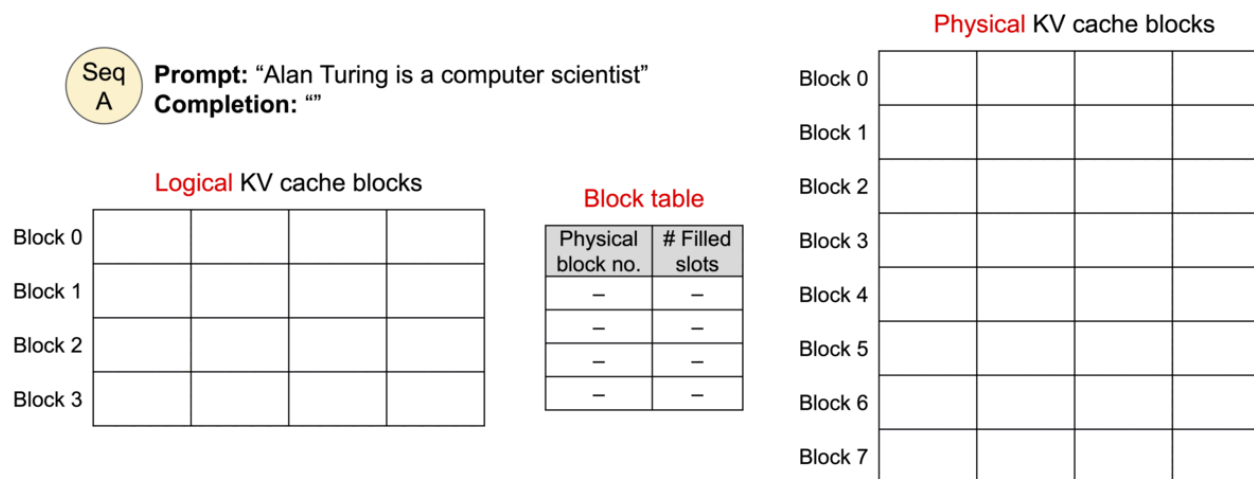 Physical KV cache blocks
Seq
A
Prompt: “Alan Turing is a computer scientist”
Completion: “”
Logical KV cache blocks
Block 0
Block 1
Block 2
Block 3
Block table
Physical block no. # Filled slots
– –
– –
– –
– –
Block 0
Block 1
Block 2
Block 3
Block 4
Block 5
Block 6
Block 7